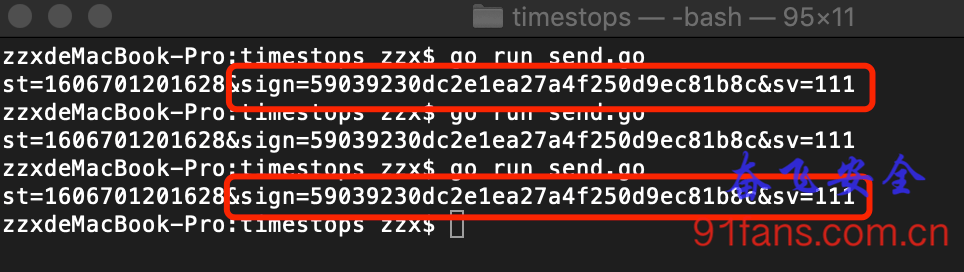 timestops — -bash — 95×11
zzxdeMacBook-Pro:timestops zzx$ go run send.go
st=1606701201628&sign=59039230dc2e1ea27a4f250d9ec81b8c&sv=111
zzxdeMacBook-Pro:timestops zzx$ go run send.go
st=1606701201628&sign=59039230dc2e1ea27a4f250d9ec81b8c&sv=111
zzxdeMacBook-Pro:timestops zzx$ go run send.go
st=1606701201628&sign=59039230dc2e1ea27a4f250d9ec81b8c&sv=111
zzxdeMacBook-Pro:timestops zzx$
奋飞安全
91fans.com.cn